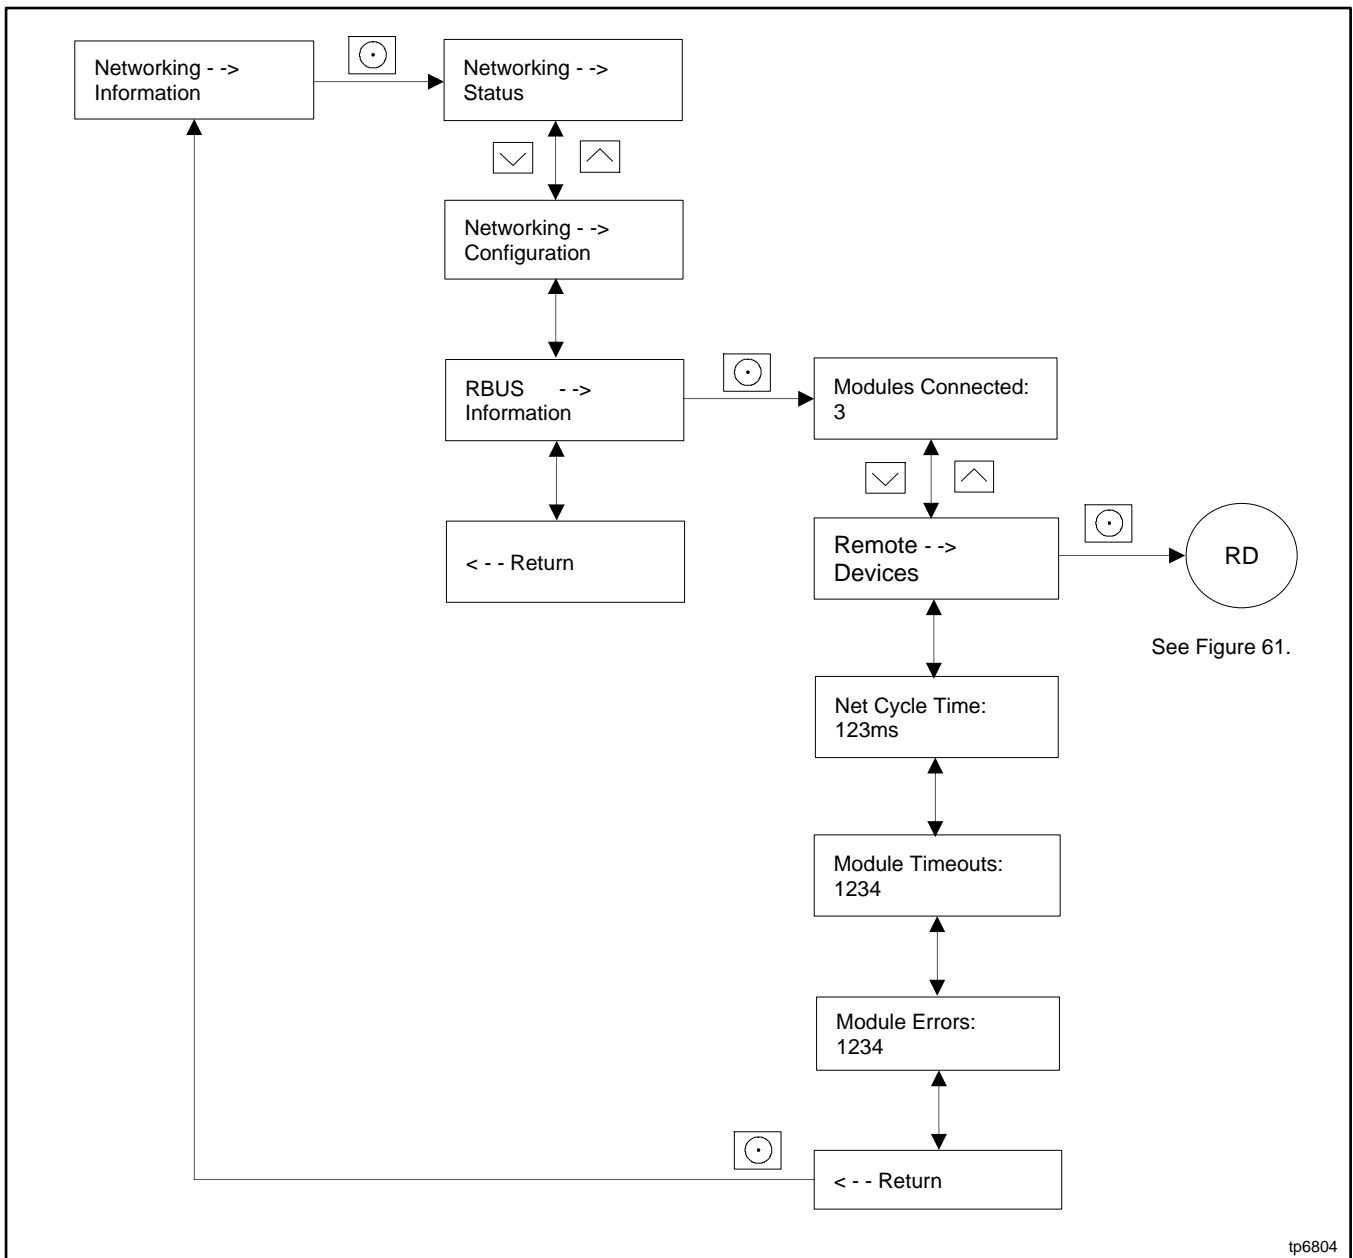 Networking - ->
Information
Networking - ->
Status
Networking - ->
Configuration
RBUS - ->
Information
< - - Return
Modules Connected:
3
Remote - ->
Devices
RD
See Figure 61.
Net Cycle Time:
123ms
Module Timeouts:
1234
Module Errors:
1234
< - - Return
tp6804